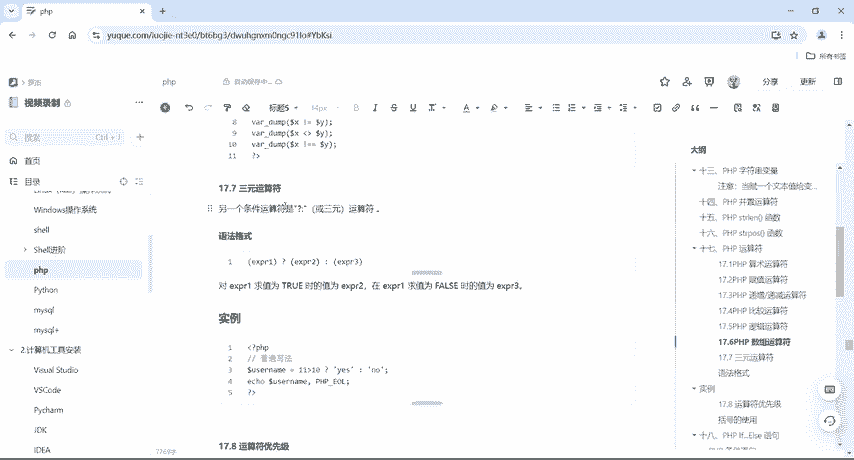 php
yuque.com/luojie-nt3e0/bt6bg3/dwuhgnxm0ngc91lo#YbKsi
所有书签
罗杰
php
自动保存中...
分享
更新
视频录制
标题5
14px
搜索
Ctrl + J
首页
目录
Windows操作系统
shell
Shell进阶
php
Python
mysql
mysql+
2.计算机工具安装
Visual Studio
VSCode
Pycharm
JDK
IDEA
8 var_dump($x != $y);
9 var_dump($x <> $y);
10 var_dump($x !== $y);
11 ?>
17.7 三元运算符
另一个条件运算符是"?:"（或三元）运算符 。
语法格式
1 (expr1) ? (expr2) : (expr3)
对 expr1 求值为 TRUE 时的值为 expr2，在 expr1 求值为 FALSE 时的值为 expr3。
实例
1 <?php
2 // 普通写法
3 $username = 11>10 ? 'yes' : 'no';
4 echo $username, PHP_EOL;
5 ?>
17.8 运算符优先级
7769字
大纲
十三、PHP 字符串变量
注意：当赋一个文本值给变...
十四、PHP 并置运算符
十五、PHP strlen() 函数
十六、PHP strpos() 函数
十七、PHP 运算符
17.1PHP 算术运算符
17.2PHP 赋值运算符
17.3PHP 递增/递减运算符
17.4PHP 比较运算符
17.5PHP 逻辑运算符
17.6PHP 数组运算符
17.7 三元运算符
语法格式
实例
17.8 运算符优先级
括号的使用
十八、PHP If...Else 语句